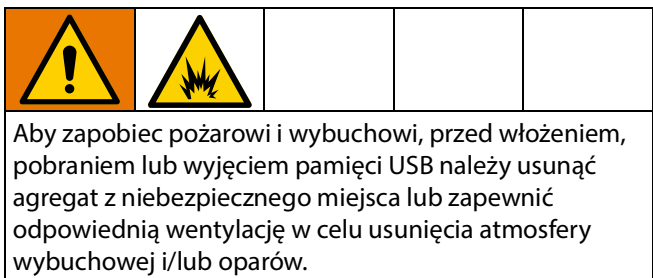 Aby zapobiec pożarowi i wybuchowi, przed włożeniem,
pobraniem lub wyjęciem pamięci USB należy usunąć
agregat z niebezpiecznego miejsca lub zapewnić
odpowiednią wentylację w celu usunięcia atmosfery
wybuchowej i/lub oparów.